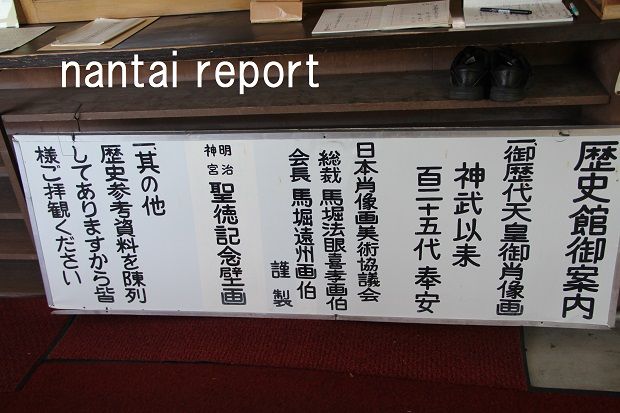 nantai report
歴史館御案内
一、御歴代天皇御肖像画
神武以来
百二十五代奉安
日本肖像画美術協議会
総裁 馬堀法眼喜孝画伯
会長 馬堀遠州画伯
謹製
明治神宮 聖徳記念壁画
一、其の他
歴史参考資料を陳列
してありますから皆
様ご拝観ください